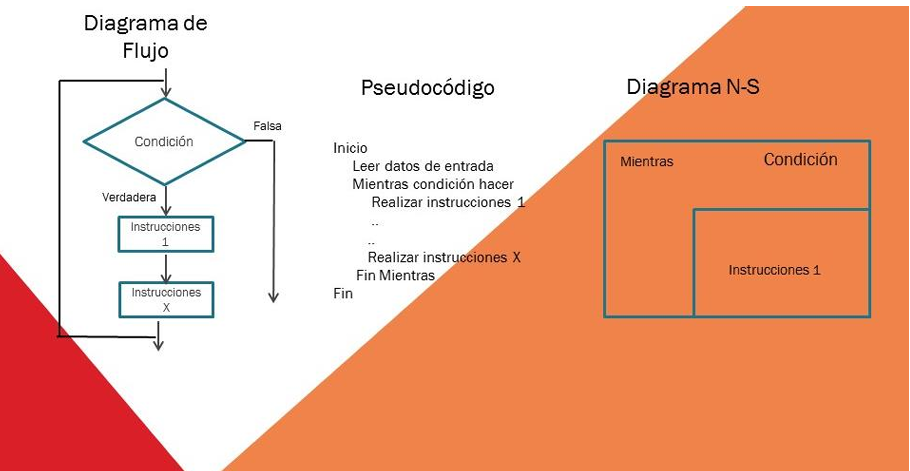 Diagrama de
Flujo
Condición
Falsa
Verdadera
Instrucciones
1
Instrucciones
X
Pseudocódigo
Inicio
Leer datos de entrada
Mientras condición hacer
Realizar instrucciones 1
..
..
Realizar instrucciones X
Fin Mientras
Fin
Diagrama N-S
Mientras
Condición
Instrucciones 1